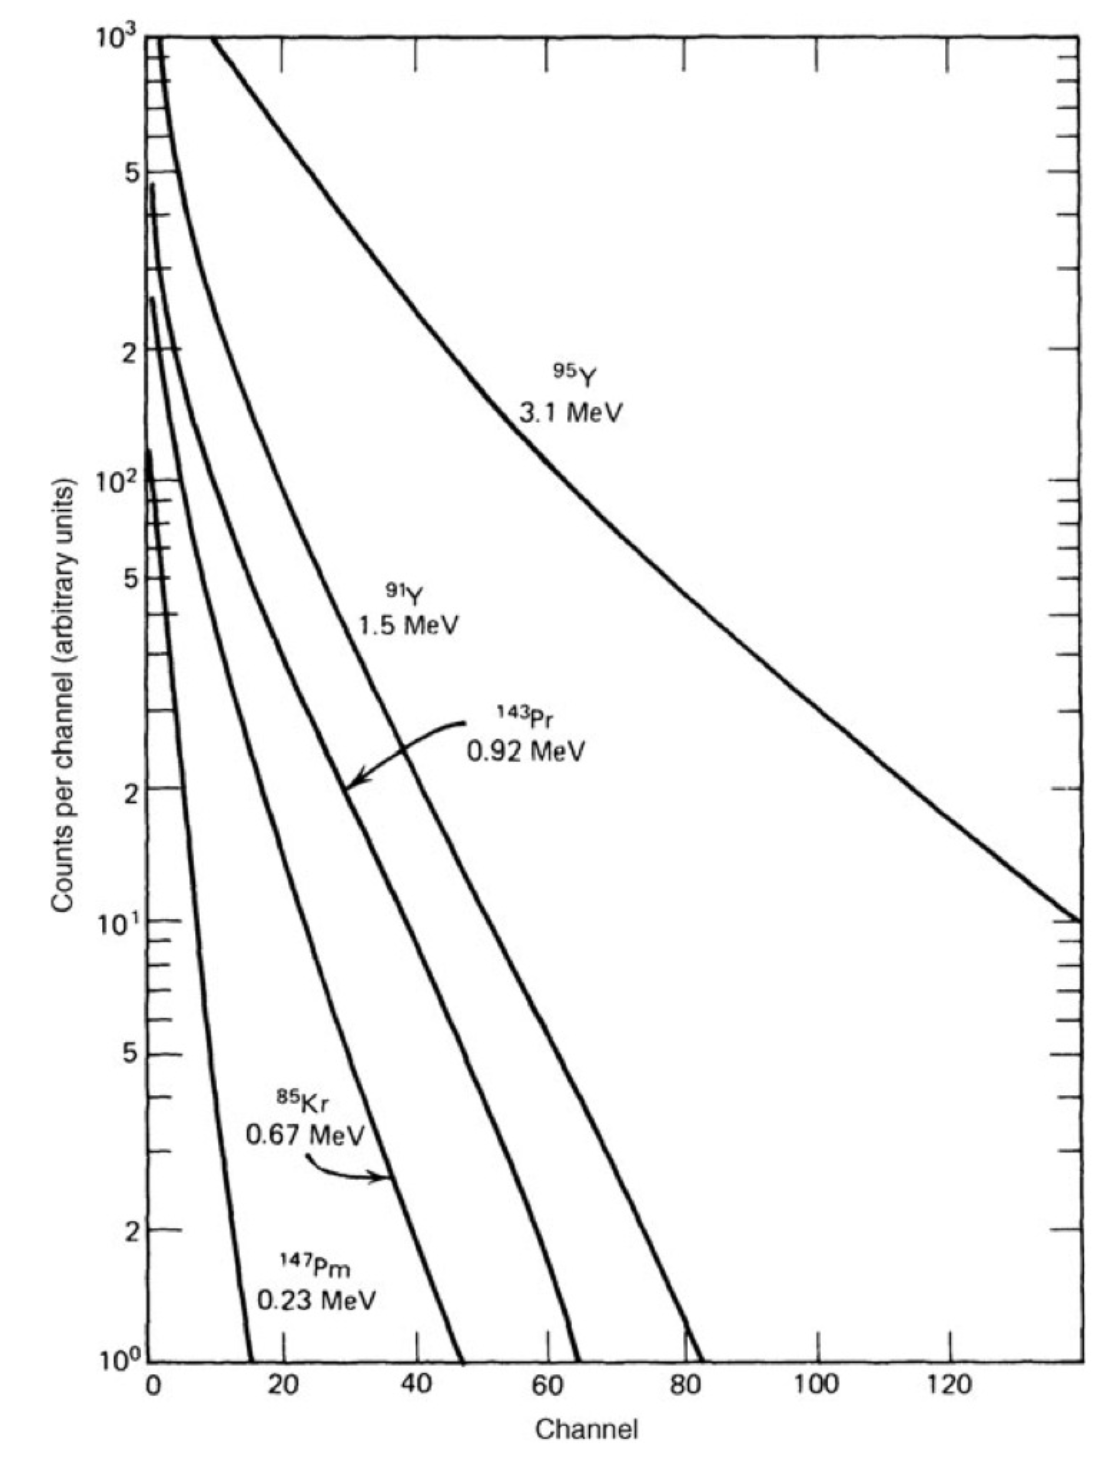 10³
5
2
10²
5
2
10¹
5
2
10⁰
Counts per channel (arbitrary units)
⁹⁵Y
3.1 MeV
⁹¹Y
1.5 MeV
¹⁴³Pr
0.92 MeV
⁸⁵Kr
0.67 MeV
¹⁴⁷Pm
0.23 MeV
0 20 40 60 80 100 120
Channel